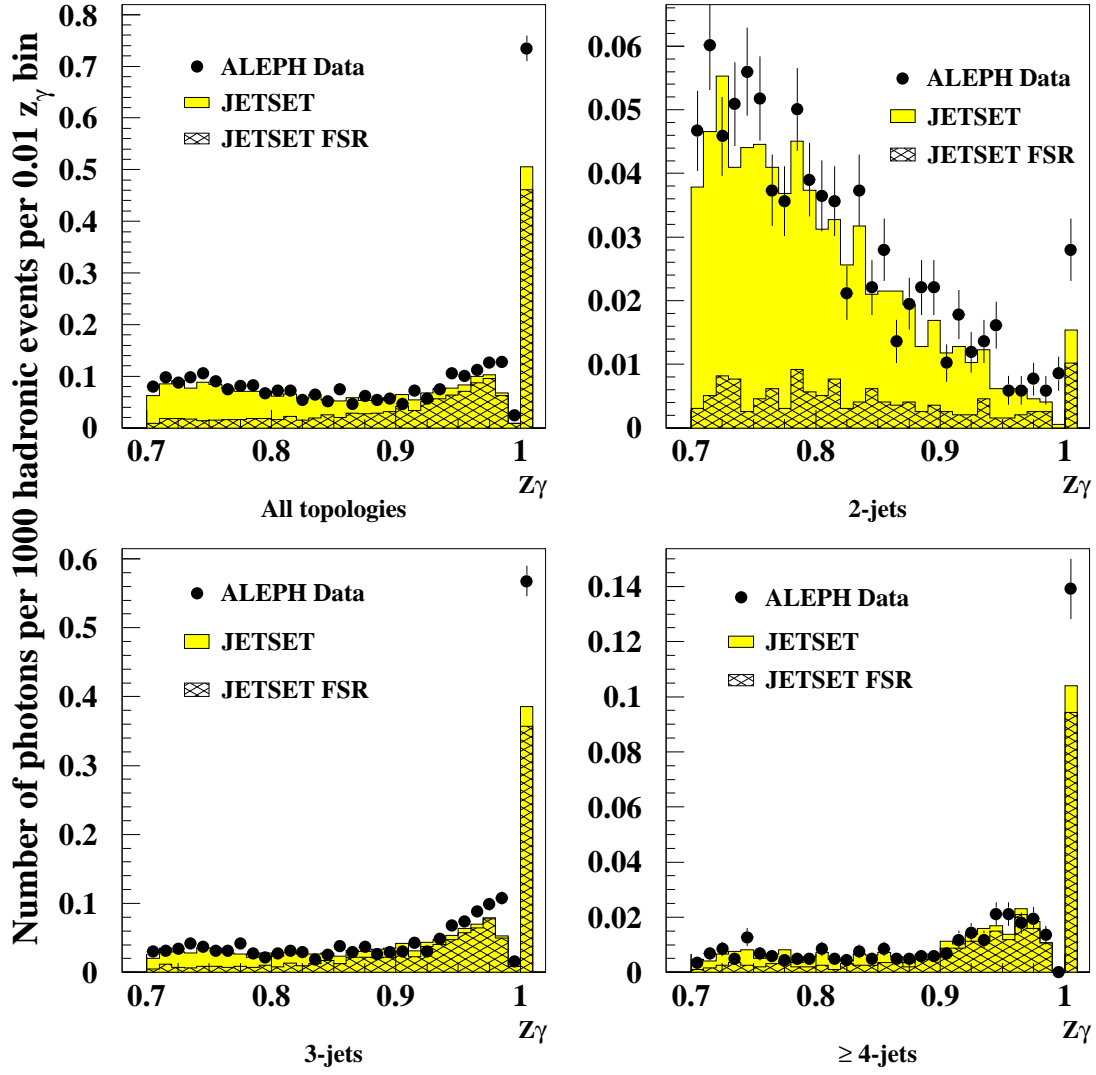 Number of photons per 1000 hadronic events per 0.01 zγ bin
0.8
0.7
0.6
0.5
0.4
0.3
0.2
0.1
0
ALEPH Data
JETSET
JETSET FSR
0.7
0.8
0.9
1
Zγ
All topologies
0.06
0.05
0.04
0.03
0.02
0.01
0
ALEPH Data
JETSET
JETSET FSR
0.7
0.8
0.9
1
Zγ
2-jets
0.6
0.5
0.4
0.3
0.2
0.1
0
ALEPH Data
JETSET
JETSET FSR
0.7
0.8
0.9
1
Zγ
3-jets
0.14
0.12
0.1
0.08
0.06
0.04
0.02
0
ALEPH Data
JETSET
JETSET FSR
0.7
0.8
0.9
1
Zγ
≥ 4-jets